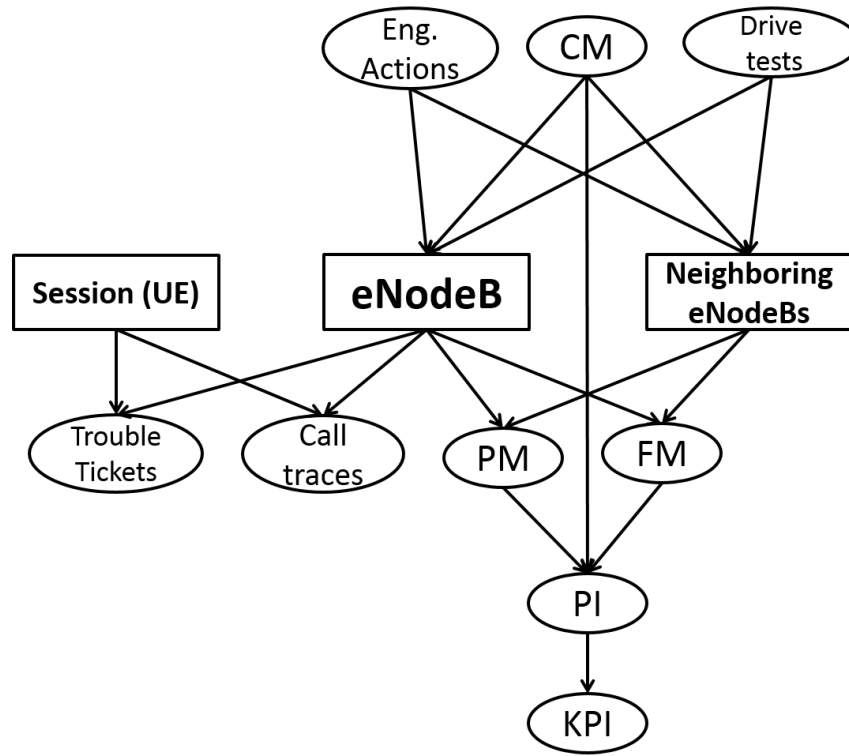 Eng.
Actions
CM
Drive
tests
Session (UE)
eNodeB
Neighboring
eNodeBs
Trouble
Tickets
Call
traces
PM
FM
PI
KPI